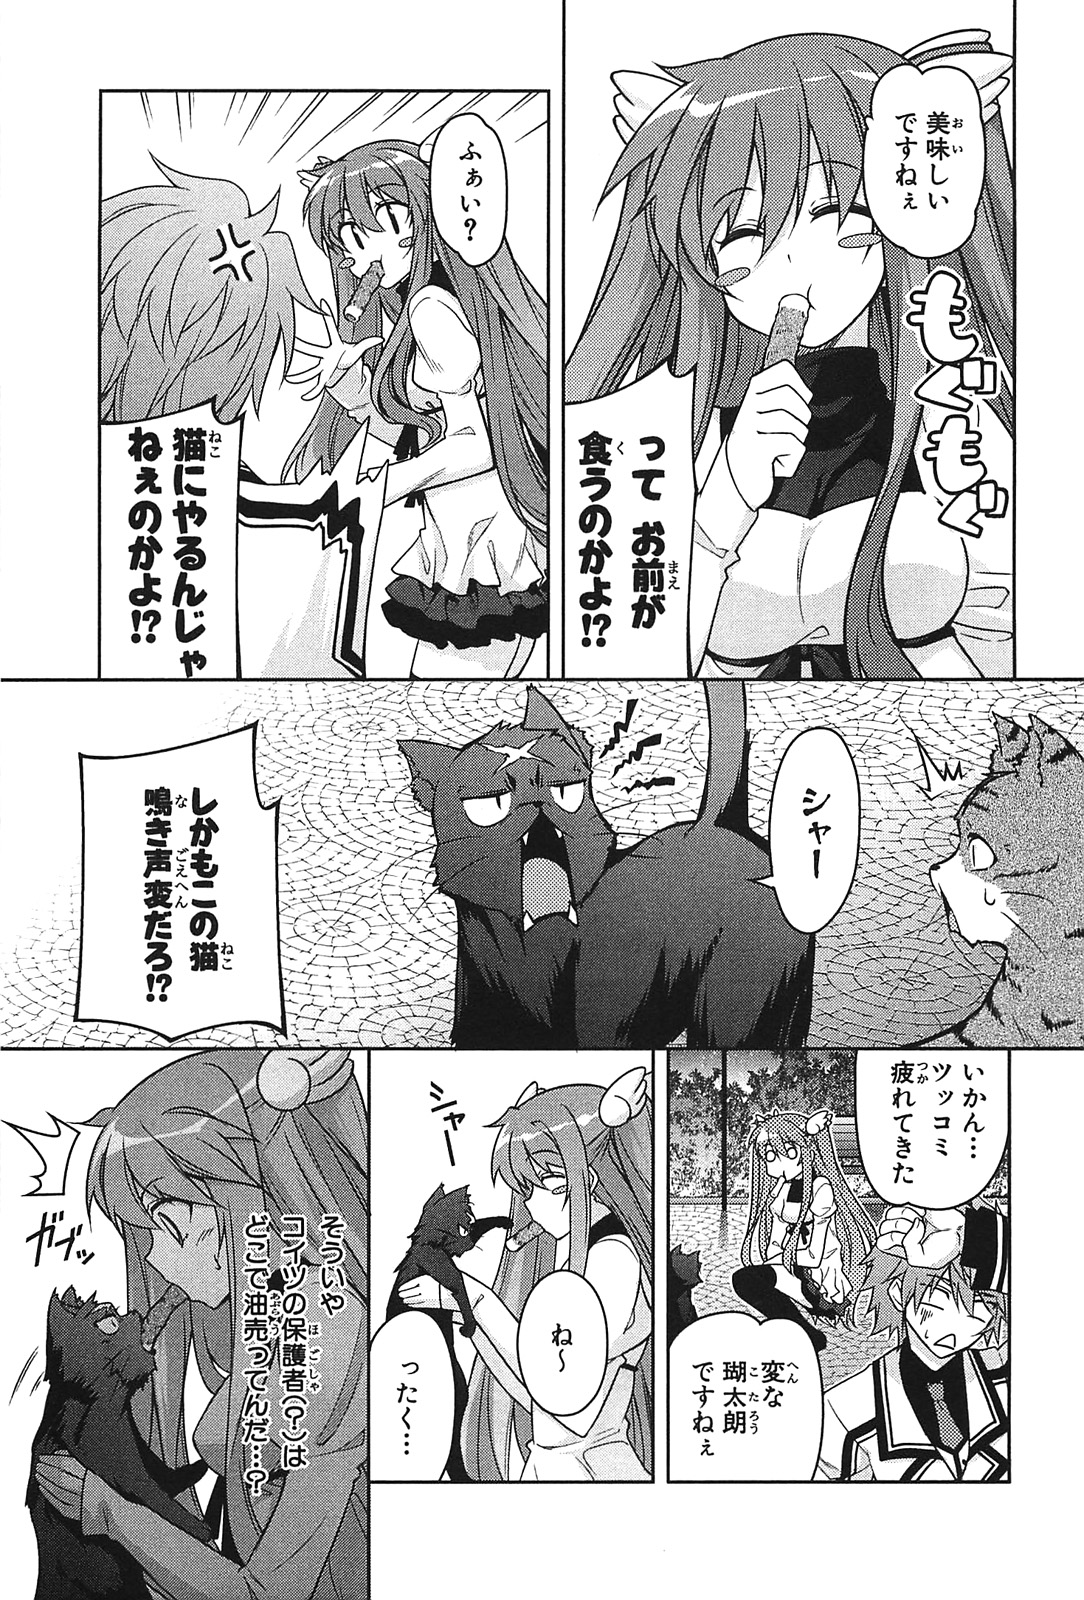 美味しい
ですねぇ
もぐもぐ
って お前が
食うのかよ!?
ふぁい?
猫にやるんじゃ
ねぇのかよ!?
シャー
しかもこの猫
鳴き声変だろ!?
いかん…
ツッコミ
疲れてきた
変な
瑚太朗
ですねぇ
シャー
ね〜
ったく…
ガブッ
そういや
コイツの保護者(?)は
どこで油売ってんだ…?